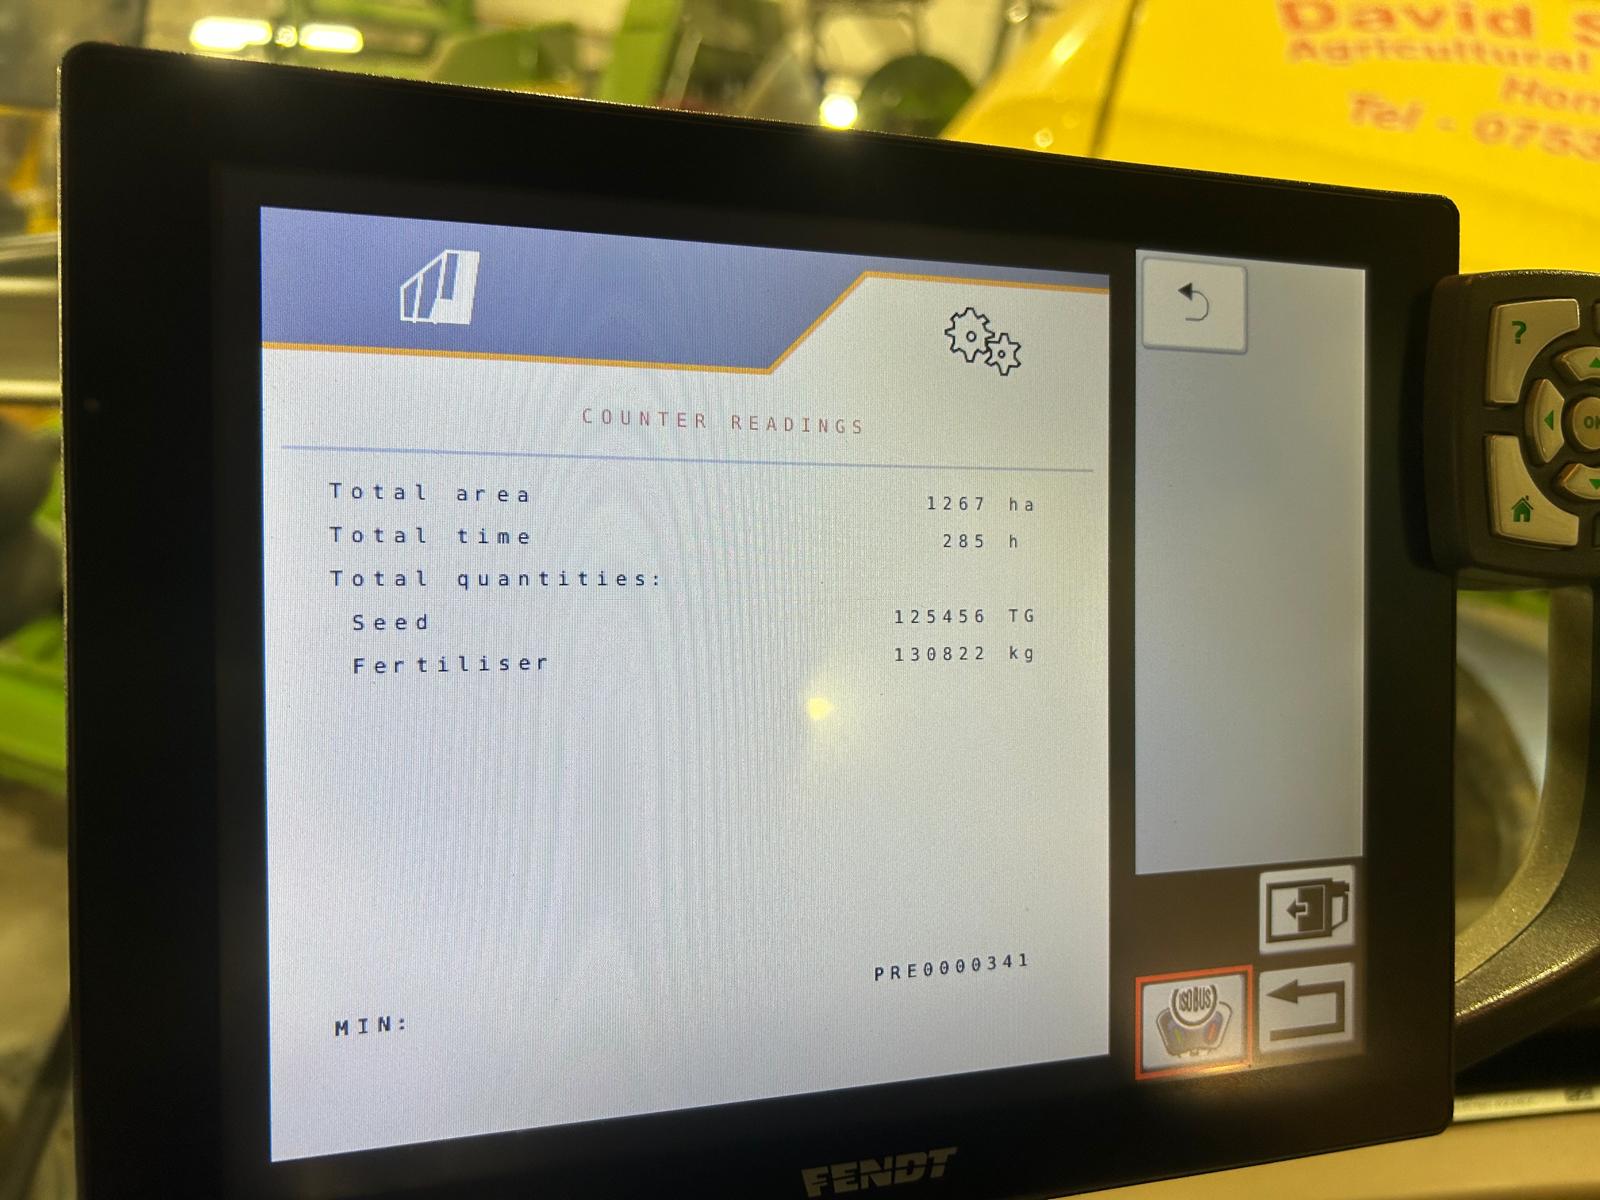 David
Agricultural
Tel - 0753
?
OK
COUNTER READINGS
Total area 1267 ha
Total time 285 h
Total quantities:
Seed 125456 TG
Fertiliser 130822 kg
PRE0000341
MIN:
ISOBUS
FENDT